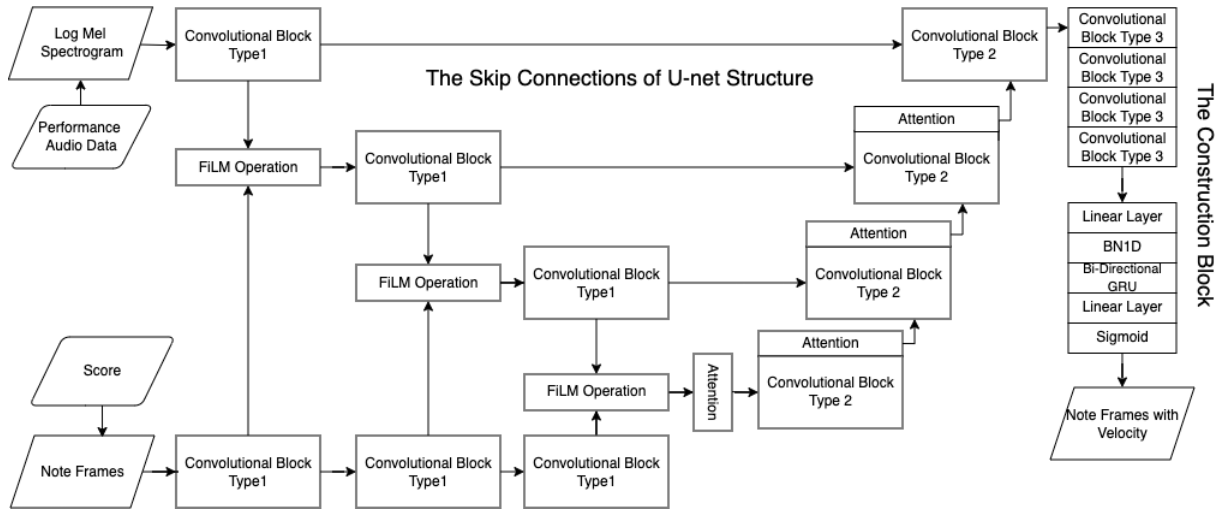 Log Mel
Spectrogram
Convolutional Block
Type1
Convolutional Block
Type 2
Convolutional
Block Type 3
Convolutional
Block Type 3
Convolutional
Block Type 3
Convolutional
Block Type 3
The Skip Connections of U-net Structure
Performance
Audio Data
FiLM Operation
Convolutional Block
Type1
Attention
Convolutional Block
Type 2
The Construction Block
Linear Layer
BN1D
Bi-Directional
GRU
Linear Layer
Sigmoid
FiLM Operation
Convolutional Block
Type1
Attention
Convolutional Block
Type 2
Score
FiLM Operation
Attention
Attention
Convolutional Block
Type 2
Note Frames with
Velocity
Note Frames
Convolutional Block
Type1
Convolutional Block
Type1
Convolutional Block
Type1